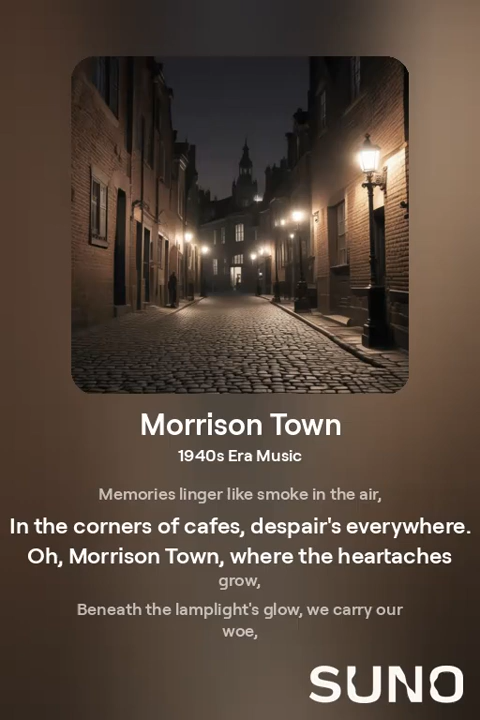 Morrison Town
1940s Era Music
Memories linger like smoke in the air,
In the corners of cafes, despair's everywhere.
Oh, Morrison Town, where the heartaches
grow,
Beneath the lamplight's glow, we carry our
woe,
SUNO